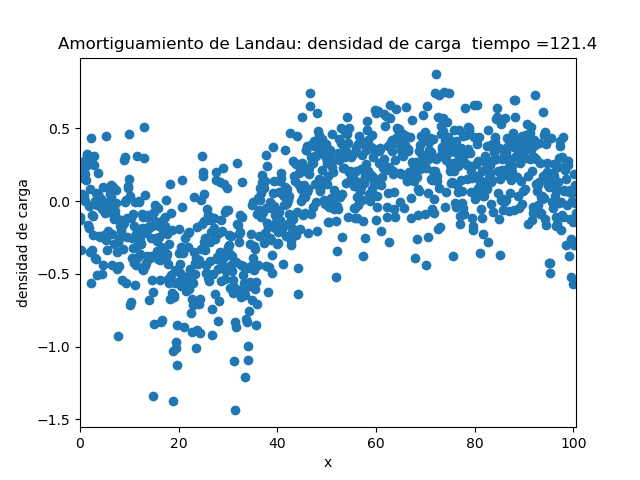 Amortiguamiento de Landau: densidad de carga  tiempo =121.4
densidad de carga
0.5
0.0
−0.5
−1.0
−1.5
0 20 40 60 80 100
x